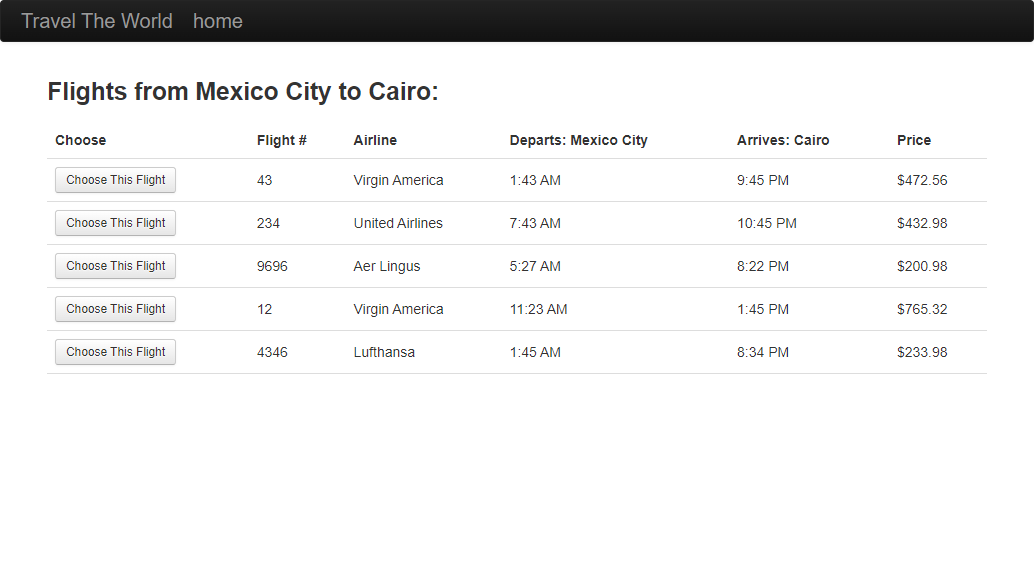 Travel The World home
Flights from Mexico City to Cairo:
Choose Flight # Airline Departs: Mexico City Arrives: Cairo Price
Choose This Flight 43 Virgin America 1:43 AM 9:45 PM $472.56
Choose This Flight 234 United Airlines 7:43 AM 10:45 PM $432.98
Choose This Flight 9696 Aer Lingus 5:27 AM 8:22 PM $200.98
Choose This Flight 12 Virgin America 11:23 AM 1:45 PM $765.32
Choose This Flight 4346 Lufthansa 1:45 AM 8:34 PM $233.98